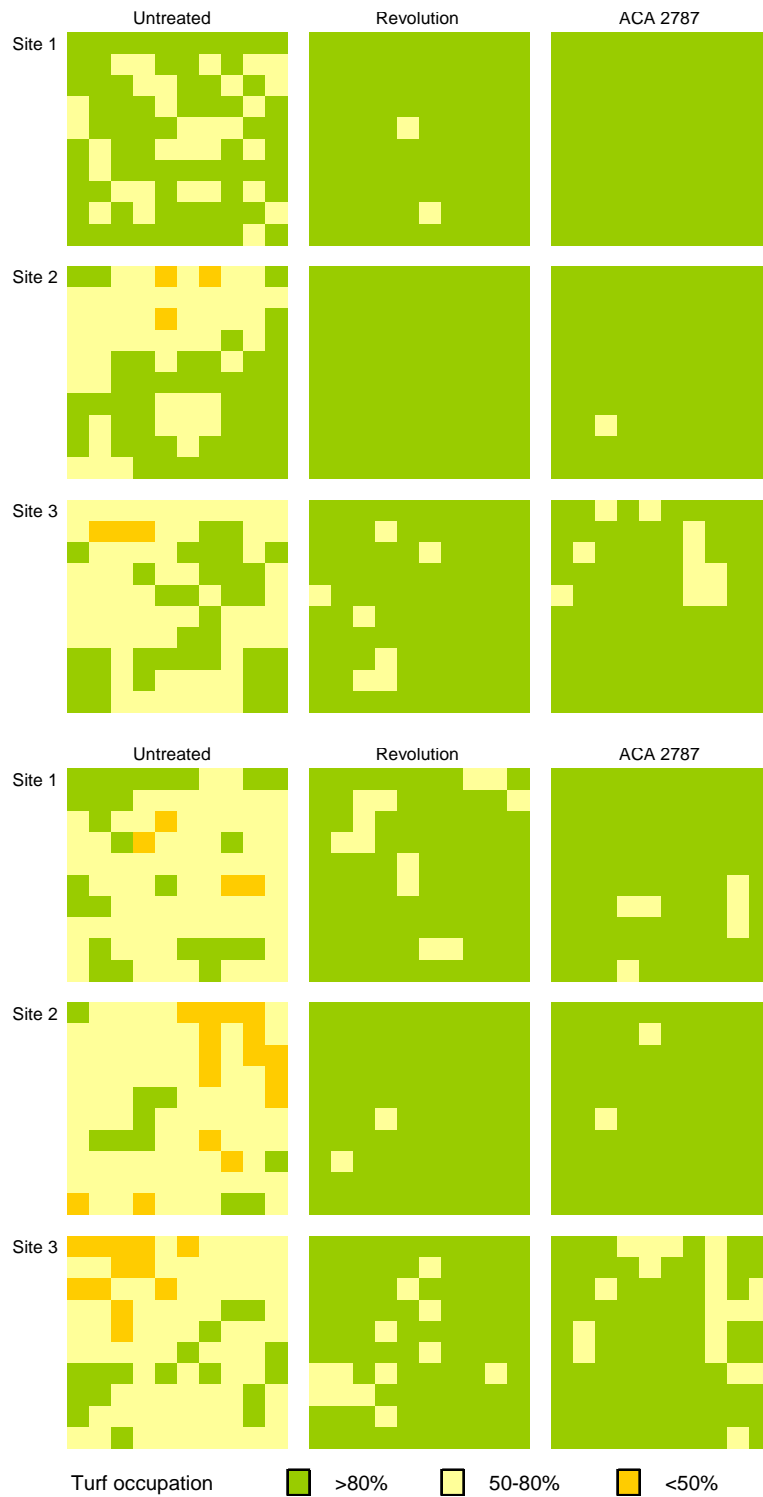 Untreated Revolution ACA 2787
Site 1
Site 2
Site 3
Untreated Revolution ACA 2787
Site 1
Site 2
Site 3
Turf occupation >80% 50-80% <50%